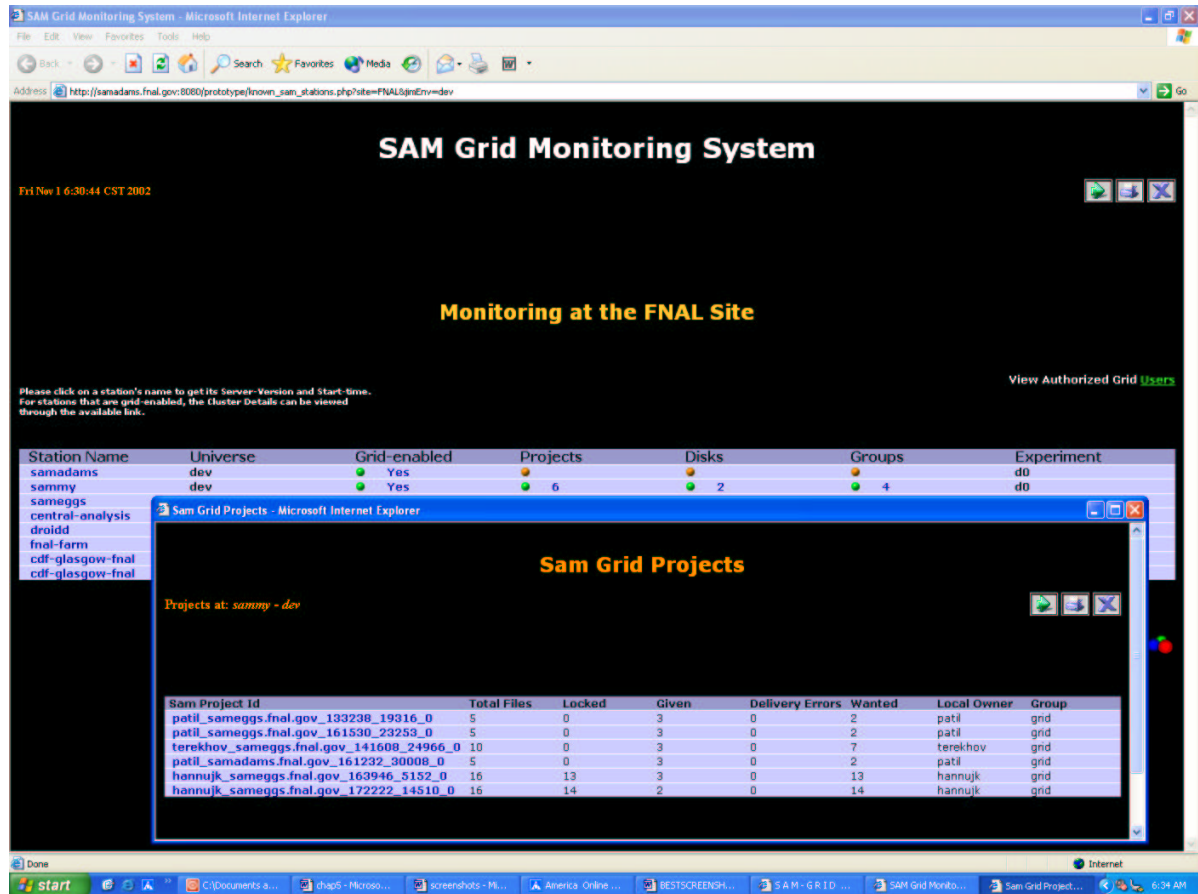 SAM Grid Monitoring System - Microsoft Internet Explorer
File Edit View Favorites Tools Help
Back Search Favorites Media
Address http://samadams.fnal.gov:8080/prototype/known_sam_stations.php?site=FNAL&jimEnv=dev Go
SAM Grid Monitoring System
Fri Nov 1 6:30:44 CST 2002
Monitoring at the FNAL Site
View Authorized Grid Users
Please click on a station's name to get its Server-Version and Start-time.
For stations that are grid-enabled, the Cluster Details can be viewed
through the available link.
Station Name Universe Grid-enabled Projects Disks Groups Experiment
samadams dev Yes d0
sammy dev Yes 6 2 4 d0
sameggs
central-analysis
droidd
fnal-farm
cdf-glasgow-fnal
cdf-glasgow-fnal
Sam Grid Projects - Microsoft Internet Explorer
Sam Grid Projects
Projects at: sammy - dev
Sam Project Id Total Files Locked Given Delivery Errors Wanted Local Owner Group
patil_sameggs.fnal.gov_133238_19316_0 5 0 3 0 2 patil grid
patil_sameggs.fnal.gov_161530_23253_0 5 0 3 0 2 patil grid
terekhov_sameggs.fnal.gov_141608_24966_0 10 0 3 0 7 terekhov grid
patil_samadams.fnal.gov_161232_30008_0 5 0 3 0 2 patil grid
hannujk_sameggs.fnal.gov_163946_5152_0 16 13 3 0 13 hannujk grid
hannujk_sameggs.fnal.gov_172222_14510_0 16 14 2 0 14 hannujk grid
Done Internet
start C:\Documents a... chap5 - Microso... screenshots - Mi... America Online ... BESTSCREENSH... S A M - G R I D ... SAM Grid Monito... Sam Grid Project... 6:34 AM